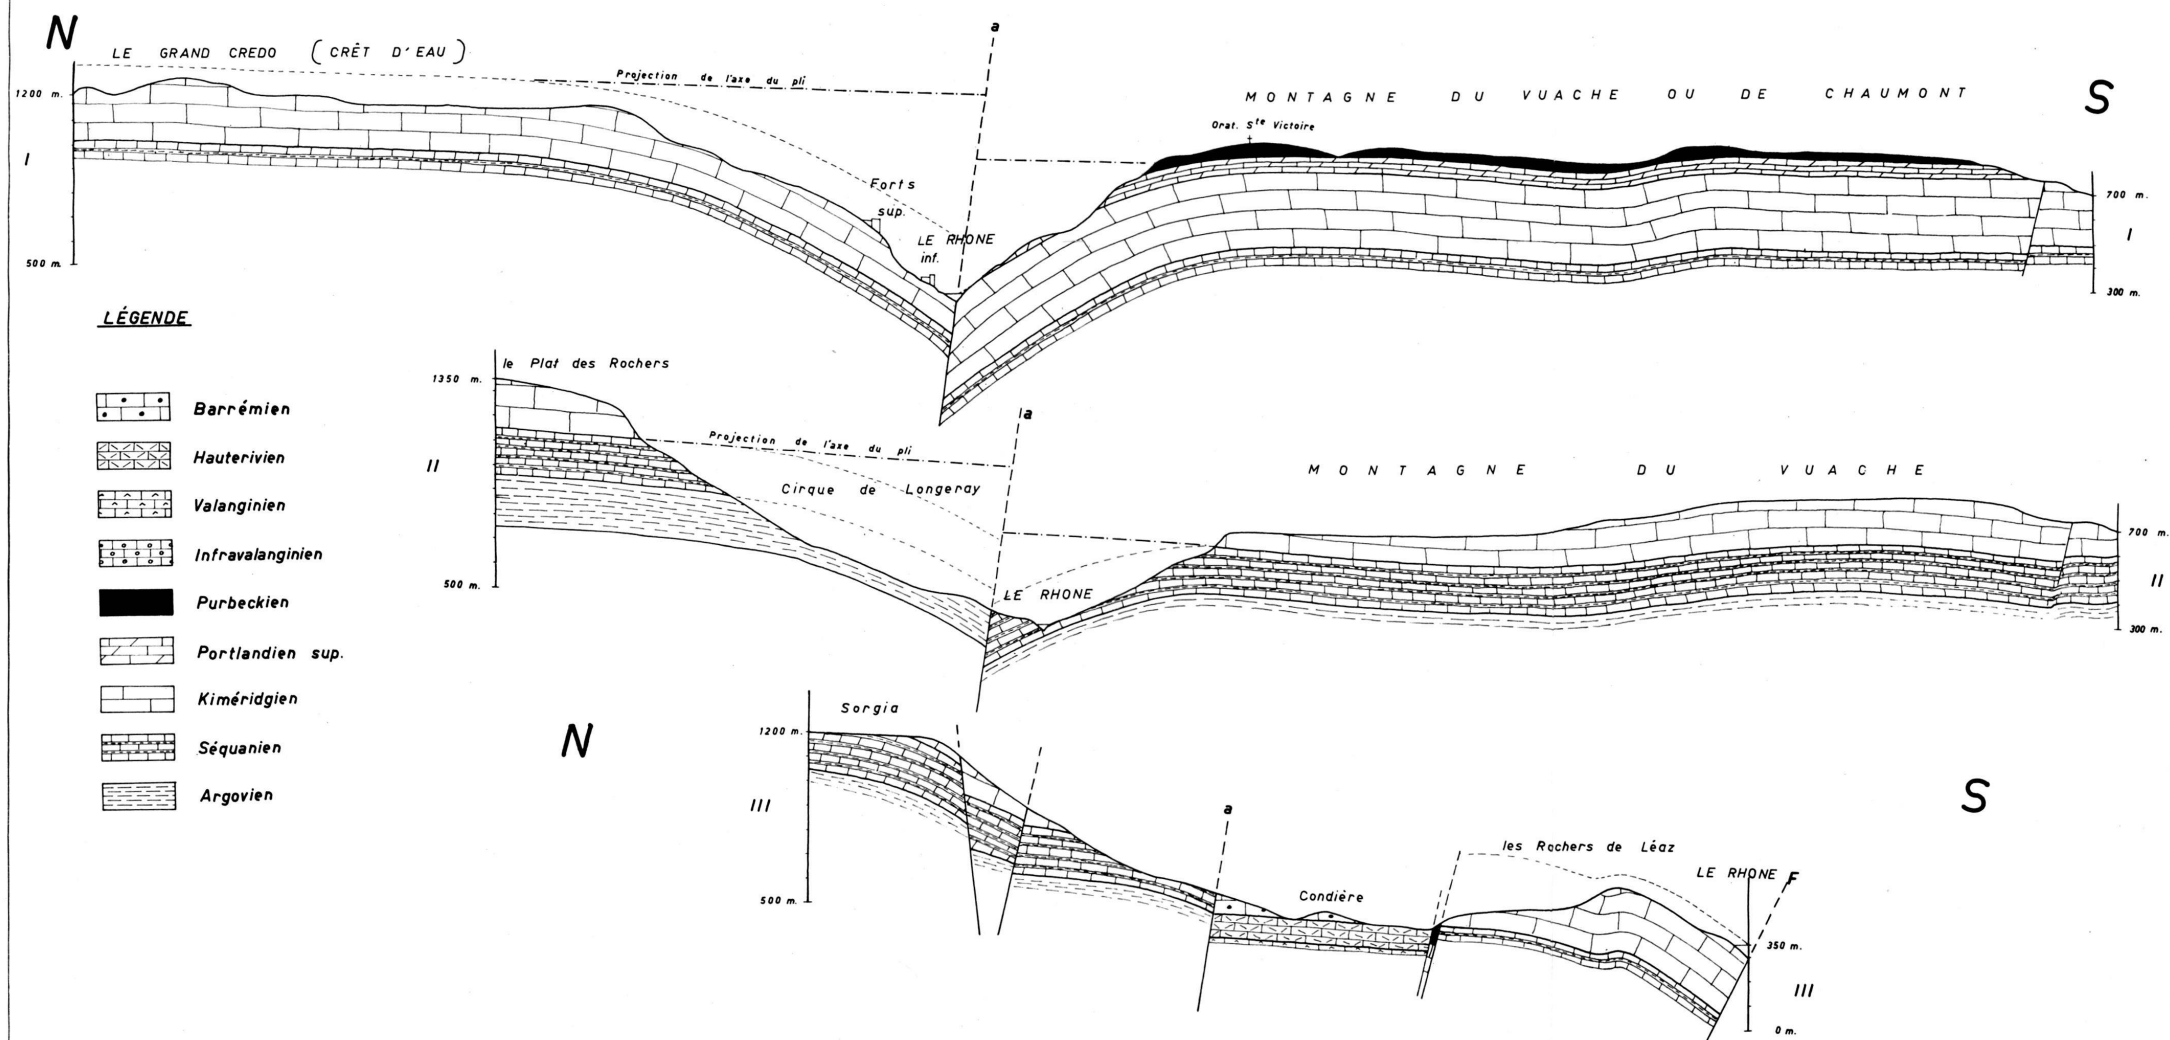 N
LE GRAND CREDO (CRÊT D'EAU)
a
Projection de l'axe du pli
1200 m.
MONTAGNE DU VUACHE OU DE CHAUMONT
S
Orat. Ste Victoire
I
Forts
sup.
700 m.
LE RHONE
inf.
I
500 m.
300 m.
LÉGENDE
Barrémien
Hauterivien
Valanginien
Infravalanginien
Purbeckien
Portlandien sup.
Kiméridgien
Séquanien
Argovien
le Plat des Rochers
1350 m.
a
Projection de l'axe du pli
II
MONTAGNE DU VUACHE
Cirque de Longeray
700 m.
500 m.
LE RHONE
II
300 m.
N
Sorgia
1200 m.
III
S
a
les Rochers de Léaz
LE RHONE F
500 m.
Condière
350 m.
III
0 m.